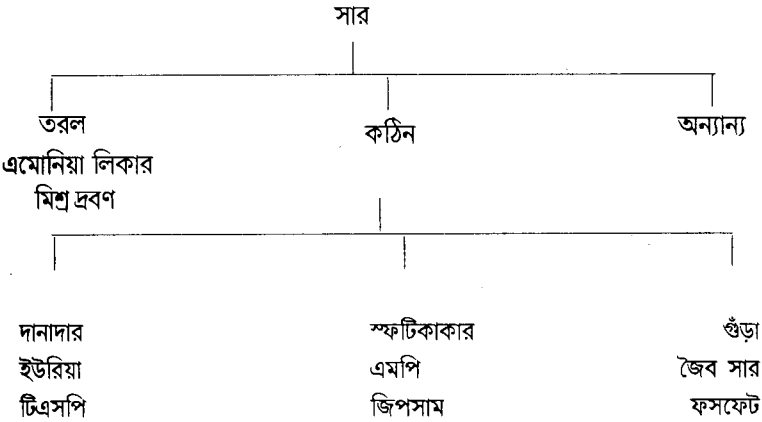 সার
তরল কঠিন অন্যান্য
এমোনিয়া লিকার
মিশ্র দ্রবণ
দানাদার স্ফটিকাকার গুঁড়া
ইউরিয়া এমপি জৈব সার
টিএসপি জিপসাম ফসফেট